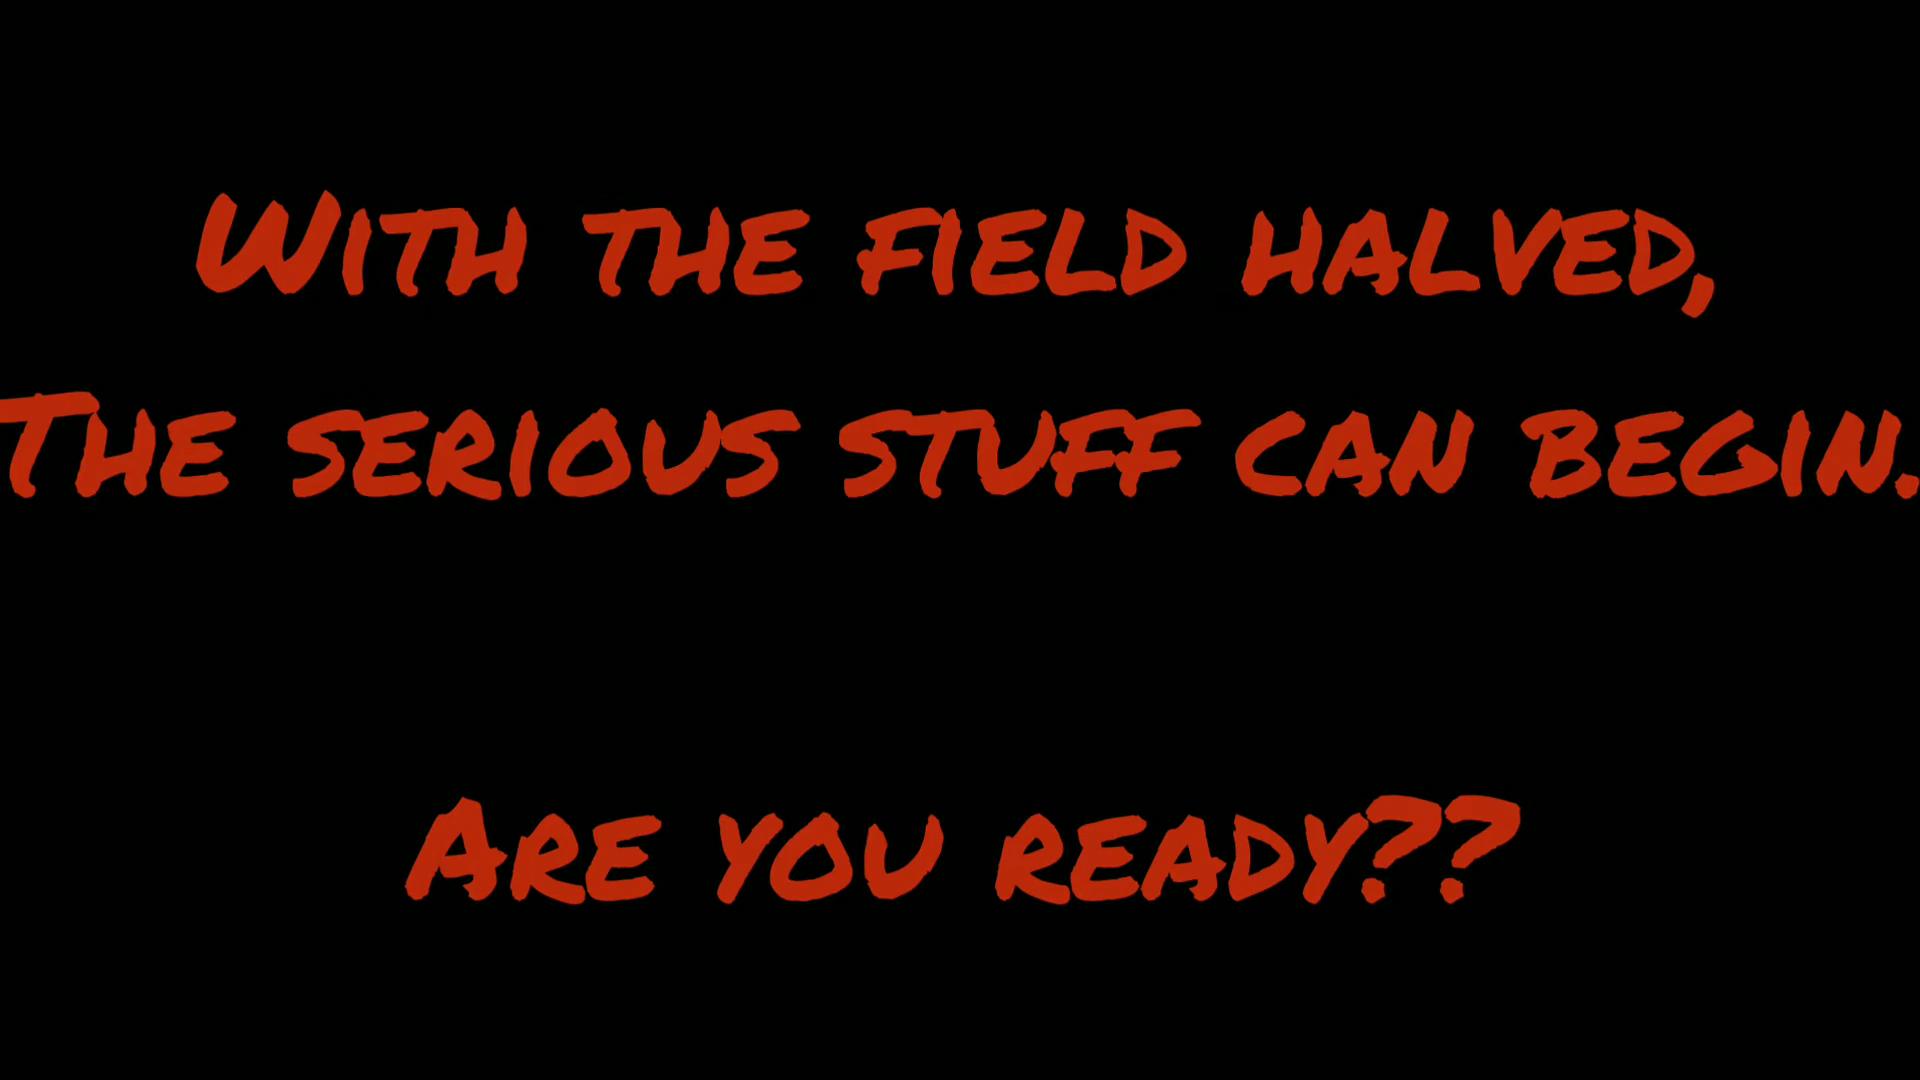 With the field halved,
The serious stuff can begin.
Are you ready??